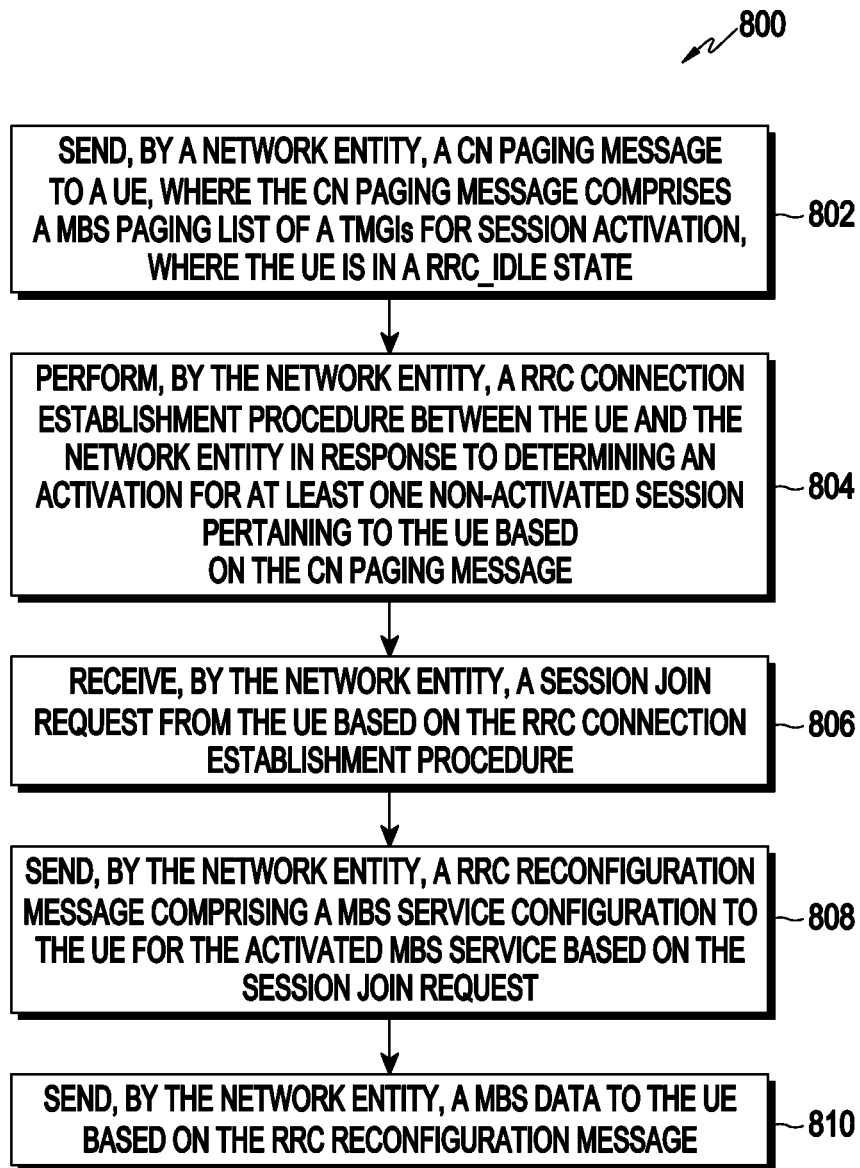 800
SEND, BY A NETWORK ENTITY, A CN PAGING MESSAGE
TO A UE, WHERE THE CN PAGING MESSAGE COMPRISES
A MBS PAGING LIST OF A TMGIs FOR SESSION ACTIVATION,
WHERE THE UE IS IN A RRC_IDLE STATE
802
PERFORM, BY THE NETWORK ENTITY, A RRC CONNECTION
ESTABLISHMENT PROCEDURE BETWEEN THE UE AND THE
NETWORK ENTITY IN RESPONSE TO DETERMINING AN
ACTIVATION FOR AT LEAST ONE NON-ACTIVATED SESSION
PERTAINING TO THE UE BASED
ON THE CN PAGING MESSAGE
804
RECEIVE, BY THE NETWORK ENTITY, A SESSION JOIN
REQUEST FROM THE UE BASED ON THE RRC CONNECTION
ESTABLISHMENT PROCEDURE
806
SEND, BY THE NETWORK ENTITY, A RRC RECONFIGURATION
MESSAGE COMPRISING A MBS SERVICE CONFIGURATION TO
THE UE FOR THE ACTIVATED MBS SERVICE BASED ON THE
SESSION JOIN REQUEST
808
SEND, BY THE NETWORK ENTITY, A MBS DATA TO THE UE
BASED ON THE RRC RECONFIGURATION MESSAGE
810